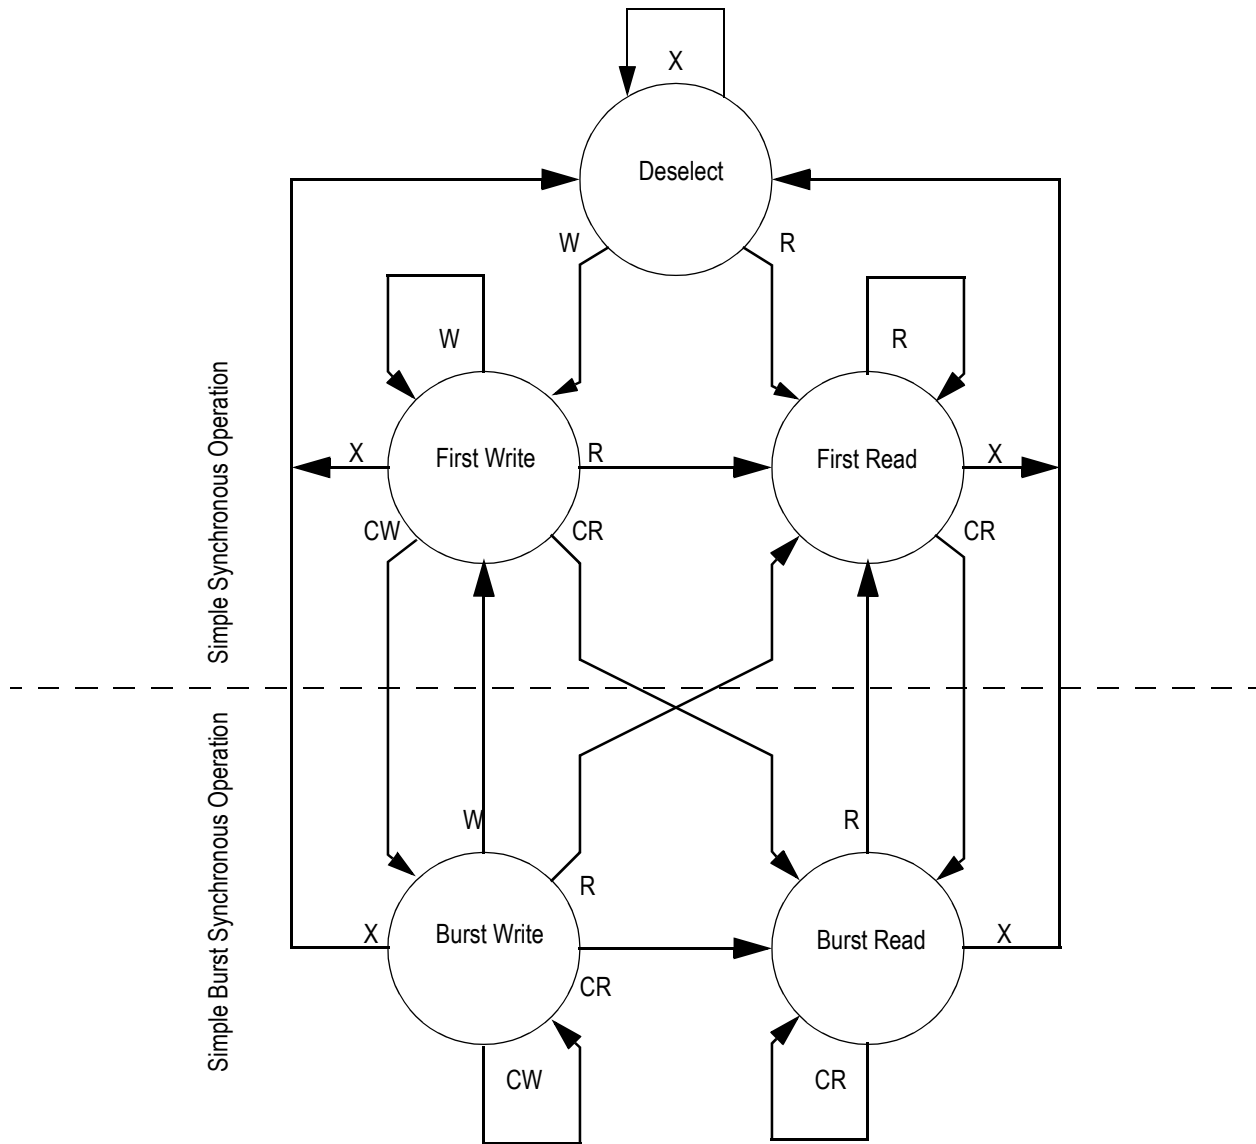 X
Deselect
W
R
W
R
Simple Synchronous Operation
X
First Write
R
First Read
X
CW
CR
CR
Simple Burst Synchronous Operation
W
R
R
X
Burst Write
Burst Read
X
CR
CW
CR